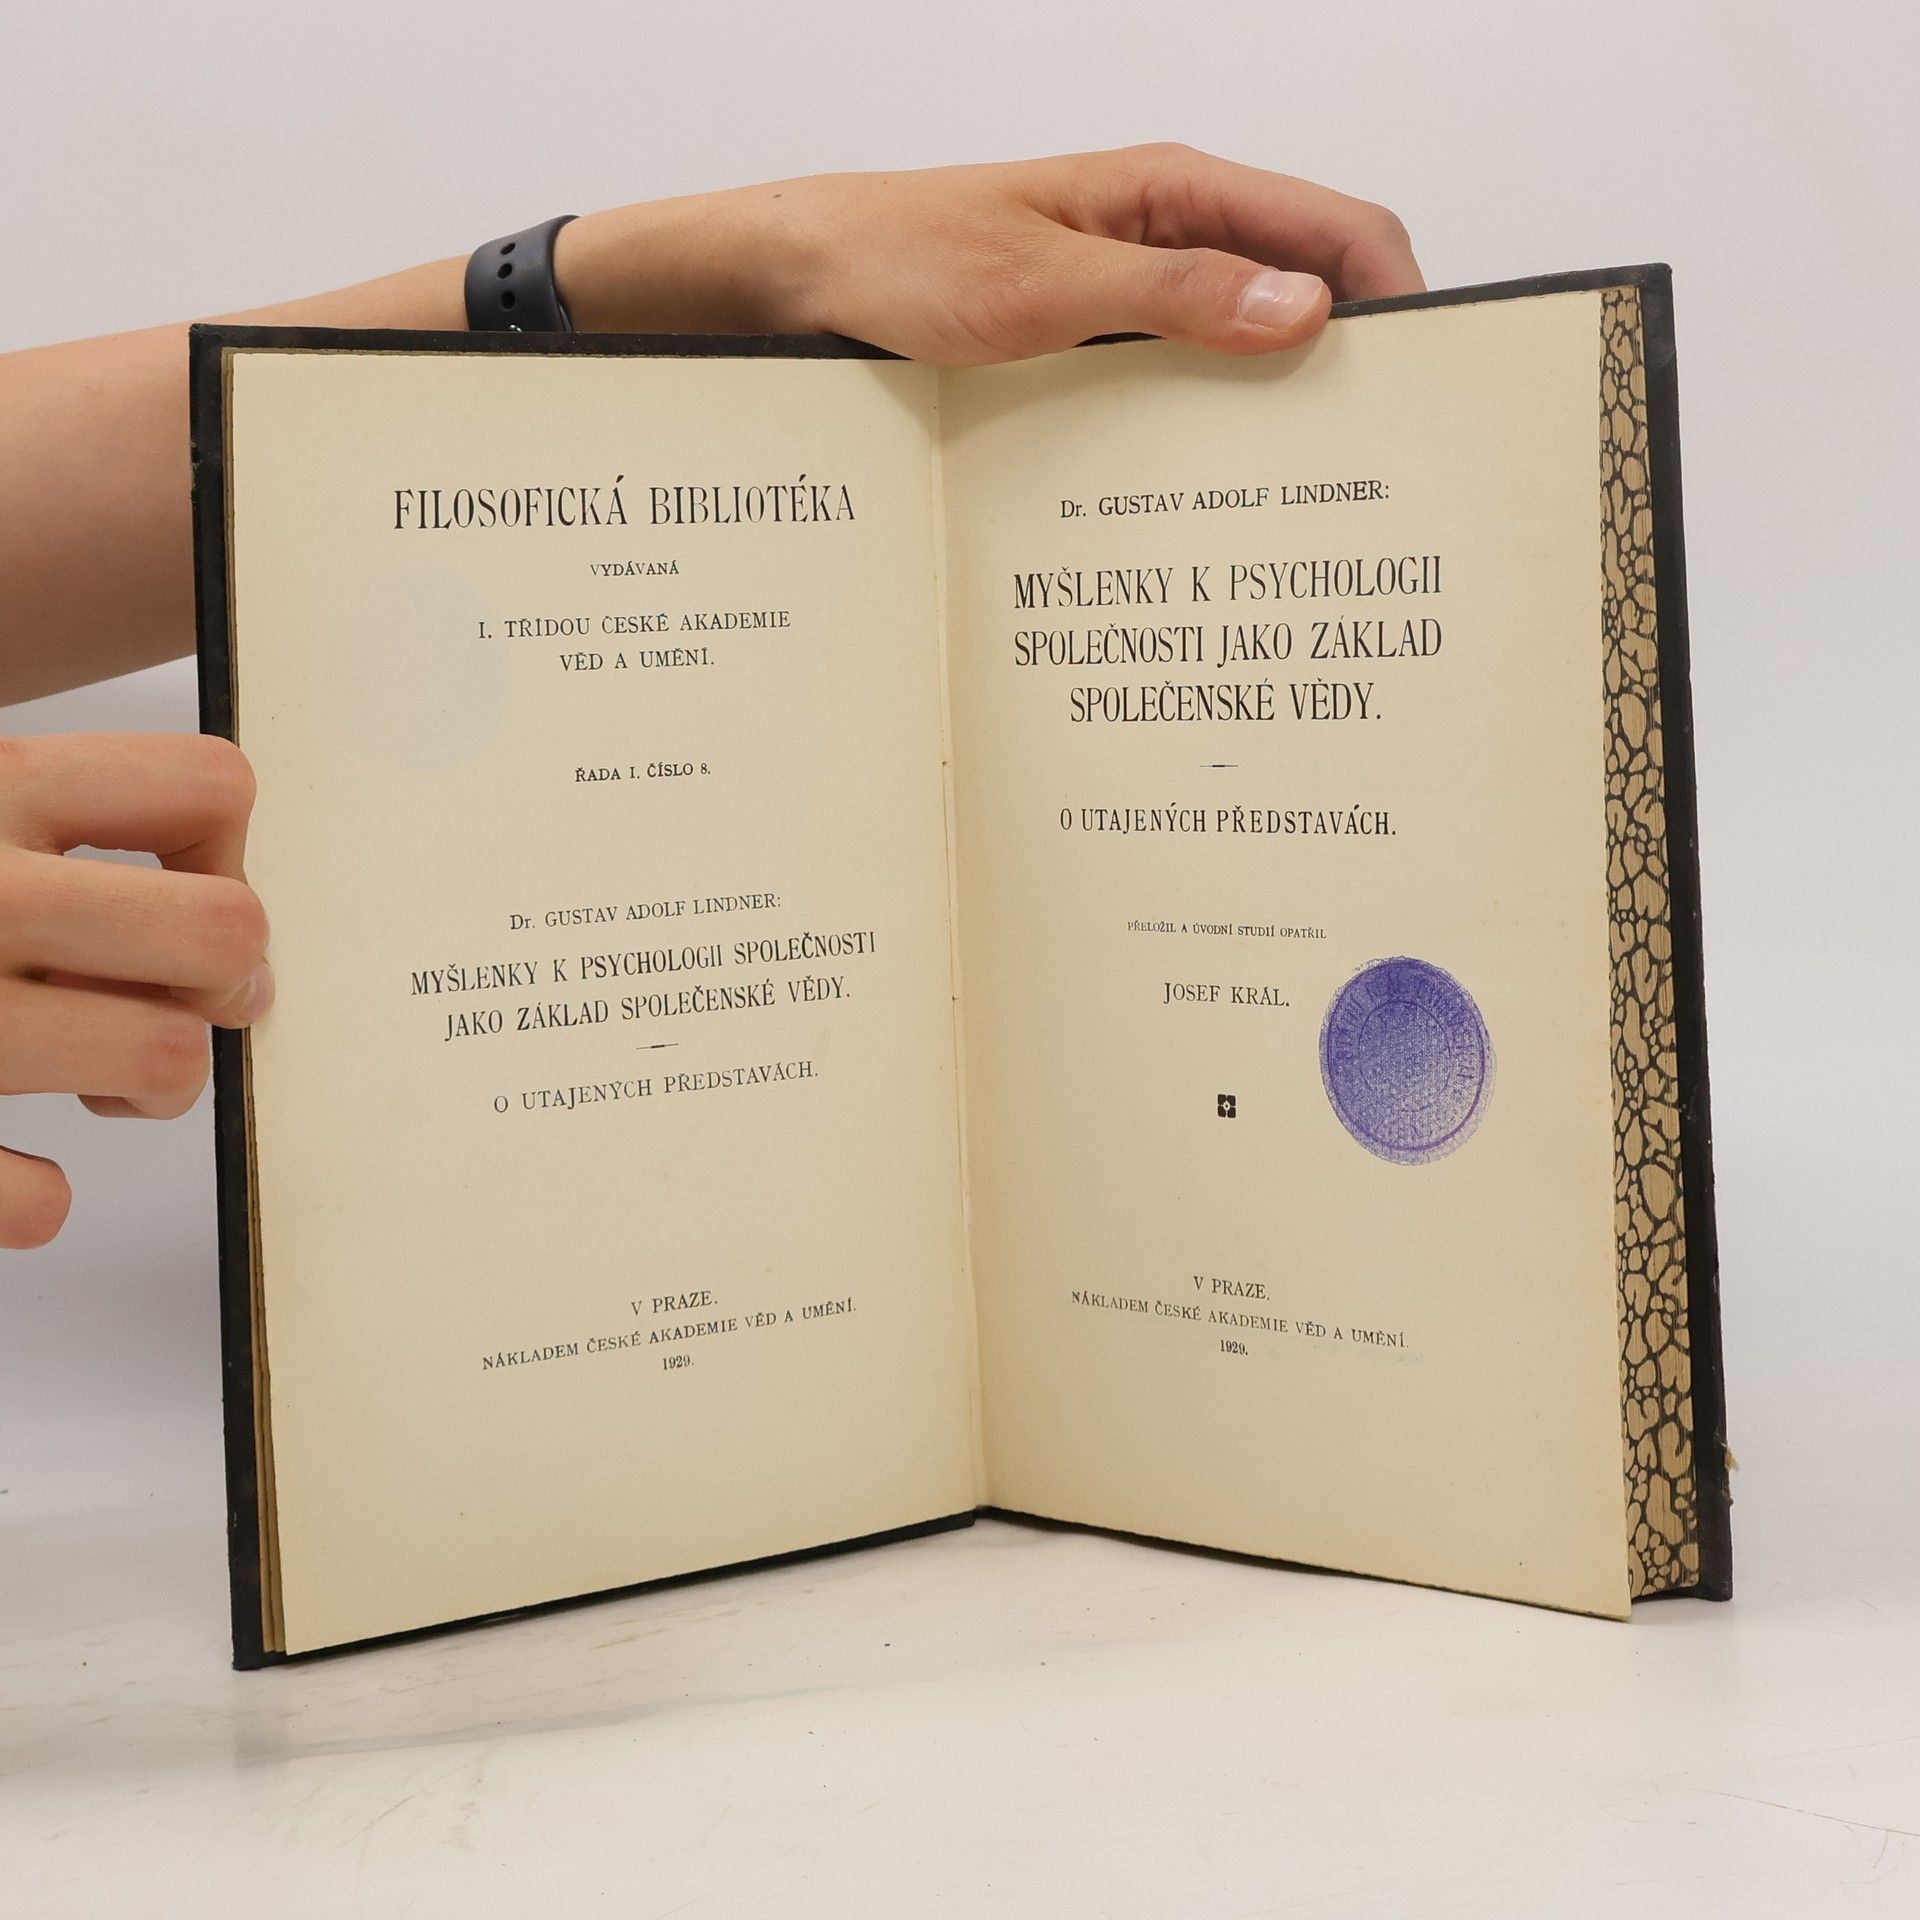 FILOSOFICKÁ BIBLIOTÉKA
VYDÁVANÁ
I. TŘÍDOU ČESKÉ AKADEMIE
VĚD A UMĚNÍ.
ŘADA I. ČÍSLO 8.
Dr. GUSTAV ADOLF LINDNER:
MYŠLENKY K PSYCHOLOGII SPOLEČNOSTI
JAKO ZÁKLAD SPOLEČENSKÉ VĚDY.
O UTAJENÝCH PŘEDSTAVÁCH.
V PRAZE.
NÁKLADEM ČESKÉ AKADEMIE VĚD A UMĚNÍ.
1929.
Dr. GUSTAV ADOLF LINDNER:
MYŠLENKY K PSYCHOLOGII
SPOLEČNOSTI JAKO ZÁKLAD
SPOLEČENSKÉ VĚDY.
O UTAJENÝCH PŘEDSTAVÁCH.
PŘELOŽIL A ÚVODNÍ STUDIÍ OPATŘIL
JOSEF KRÁL.
V PRAZE.
NÁKLADEM ČESKÉ AKADEMIE VĚD A UMĚNÍ.
1929.